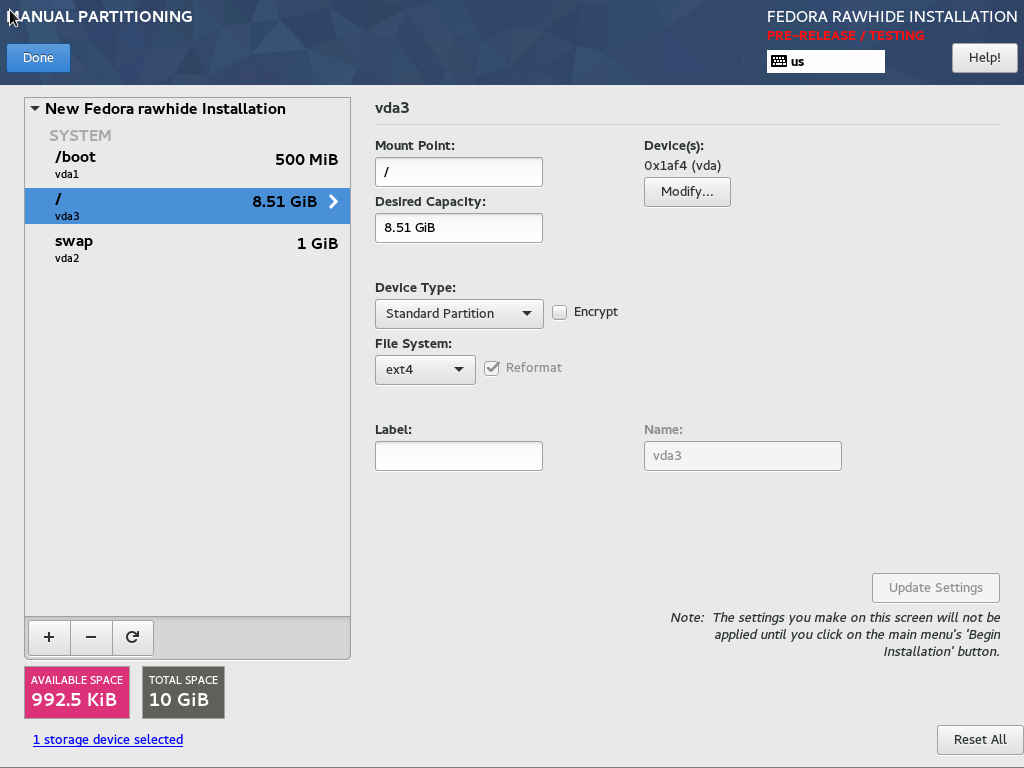 MANUAL PARTITIONING
FEDORA RAWHIDE INSTALLATION
PRE-RELEASE / TESTING
Done
us
Help!
New Fedora rawhide Installation
SYSTEM
/boot
500 MiB
vda1
/
8.51 GiB
vda3
swap
1 GiB
vda2
vda3
Mount Point:
/
Desired Capacity:
8.51 GiB
Device(s):
0x1af4 (vda)
Modify...
Device Type:
Standard Partition
Encrypt
File System:
ext4
Reformat
Label:
Name:
vda3
Update Settings
Note: The settings you make on this screen will not be
applied until you click on the main menu's 'Begin
Installation' button.
+
−
AVAILABLE SPACE
992.5 KiB
TOTAL SPACE
10 GiB
1 storage device selected
Reset All